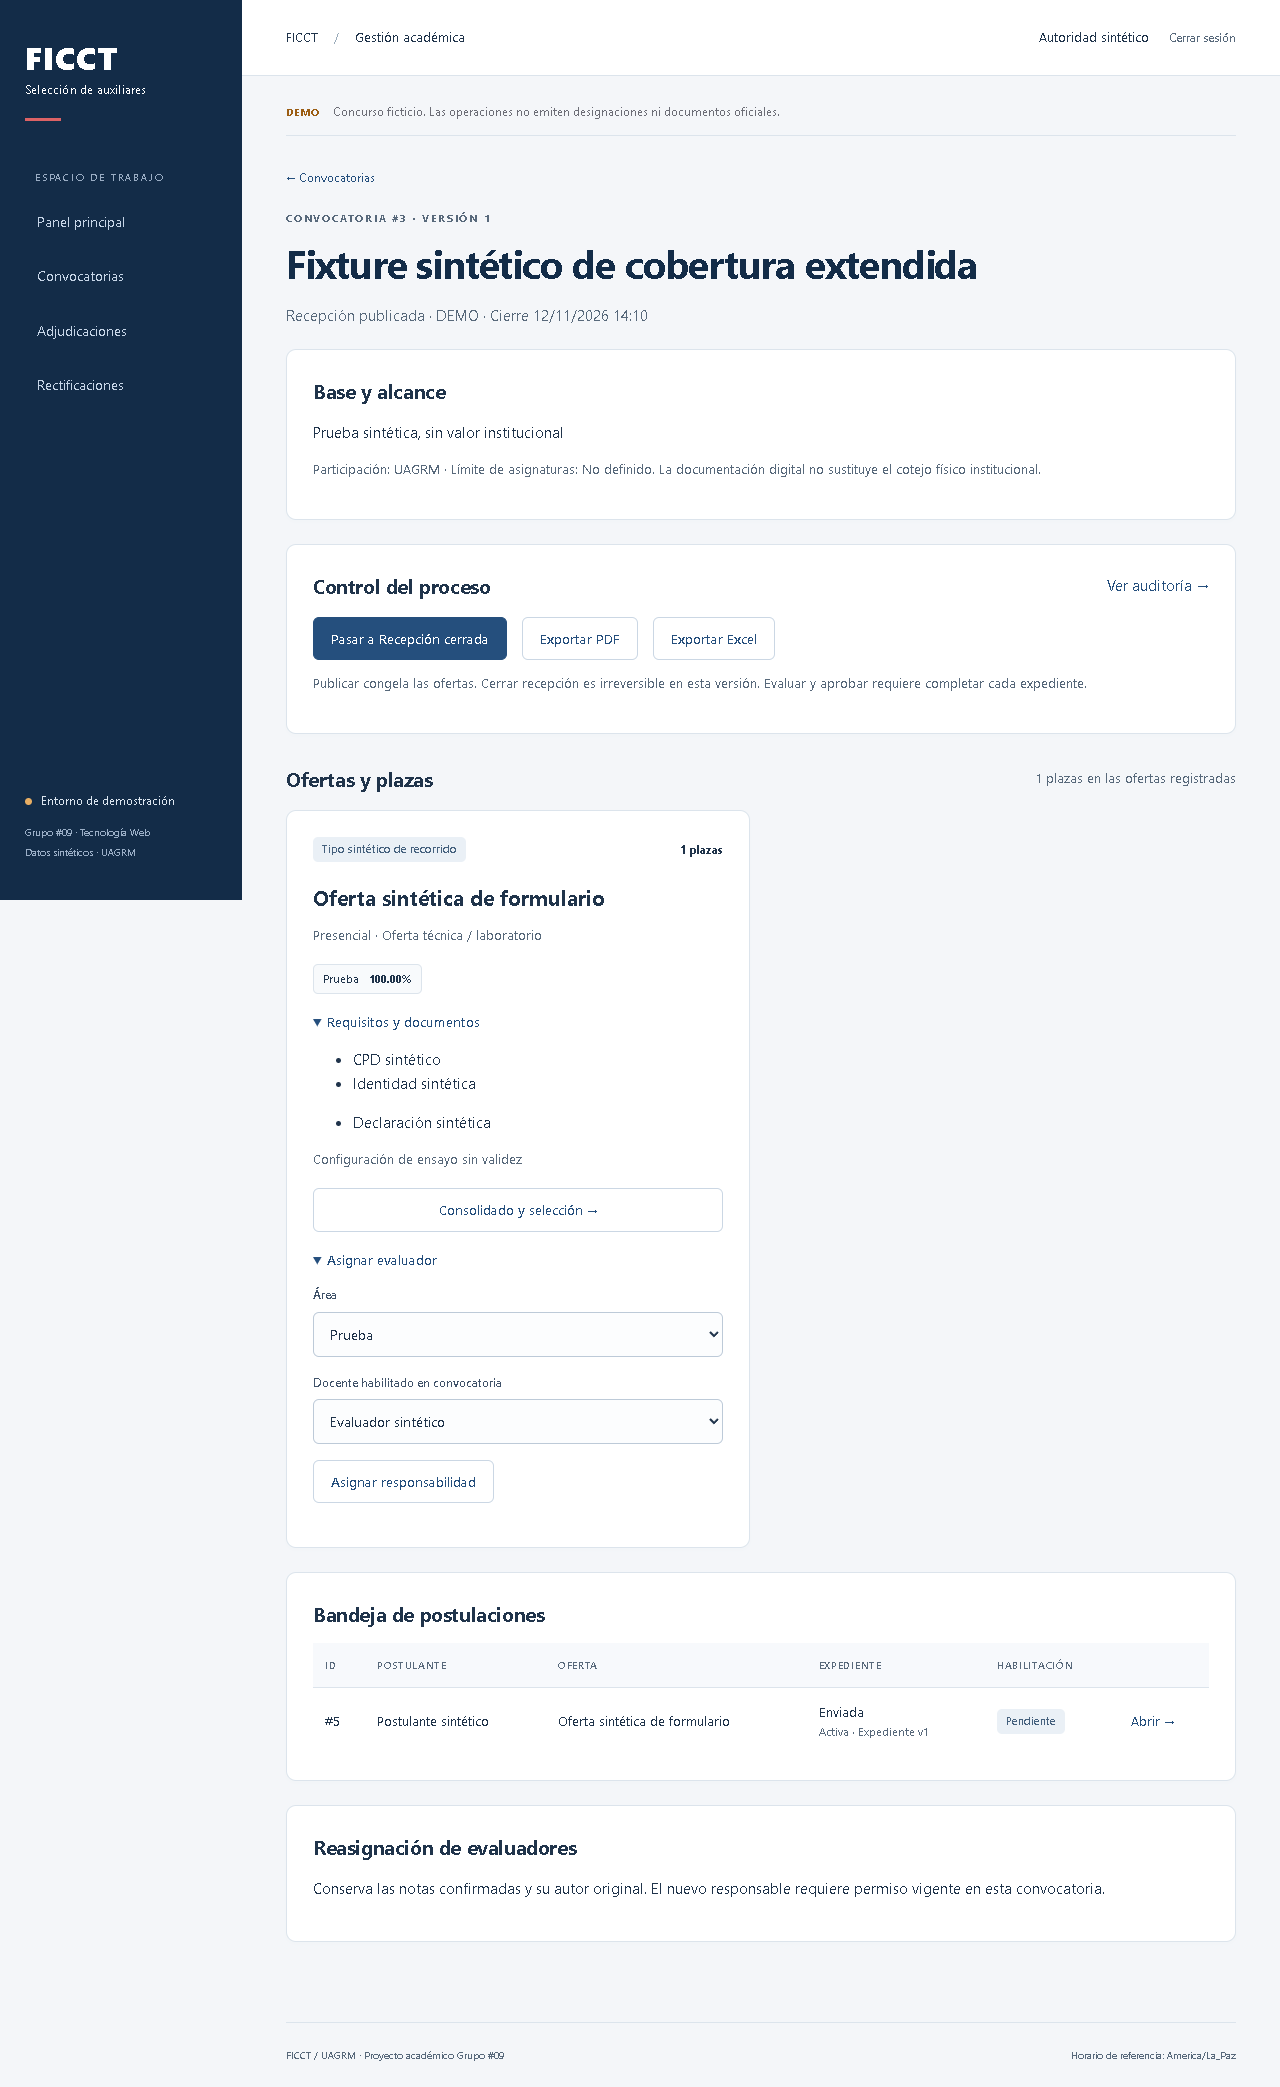 FICCT
Selección de auxiliares
ESPACIO DE TRABAJO
Panel principal
Convocatorias
Adjudicaciones
Rectificaciones
Entorno de demostración
Grupo #09 · Tecnología Web
Datos sintéticos · UAGRM
FICCT / Gestión académica
Autoridad sintético Cerrar sesión
DEMO Concurso ficticio. Las operaciones no emiten designaciones ni documentos oficiales.
← Convocatorias
CONVOCATORIA #3 · VERSIÓN 1
Fixture sintético de cobertura extendida
Recepción publicada · DEMO · Cierre 12/11/2026 14:10
Base y alcance
Prueba sintética, sin valor institucional
Participación: UAGRM · Límite de asignaturas: No definido. La documentación digital no sustituye el cotejo físico institucional.
Control del proceso
Ver auditoría →
Pasar a Recepción cerrada Exportar PDF Exportar Excel
Publicar congela las ofertas. Cerrar recepción es irreversible en esta versión. Evaluar y aprobar requiere completar cada expediente.
Ofertas y plazas
1 plazas en las ofertas registradas
Tipo sintético de recorrido 1 plazas
Oferta sintética de formulario
Presencial · Oferta técnica / laboratorio
Prueba 100.00%
▼ Requisitos y documentos
• CPD sintético
• Identidad sintética
• Declaración sintética
Configuración de ensayo sin validez
Consolidado y selección →
▼ Asignar evaluador
Área
Prueba
Docente habilitado en convocatoria
Evaluador sintético
Asignar responsabilidad
Bandeja de postulaciones
ID POSTULANTE OFERTA EXPEDIENTE HABILITACIÓN
#5 Postulante sintético Oferta sintética de formulario Enviada Pendiente Abrir →
Activa · Expediente v1
Reasignación de evaluadores
Conserva las notas confirmadas y su autor original. El nuevo responsable requiere permiso vigente en esta convocatoria.
FICCT / UAGRM · Proyecto académico Grupo #09
Horario de referencia: America/La_Paz